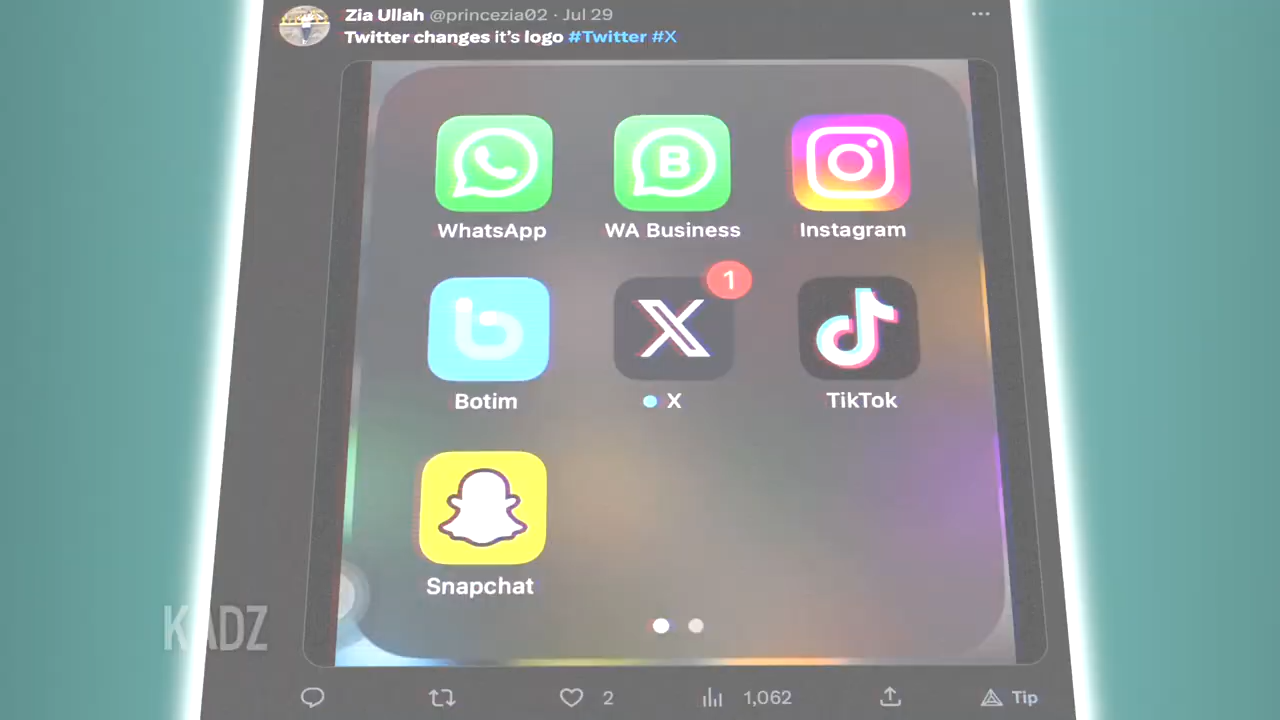 Zia Ullah @princezia02 · Jul 29
Twitter changes it's logo #Twitter #X
WhatsApp
WA Business
Instagram
1
Botim
X
TikTok
Snapchat
KADZ
2
1,062
Tip